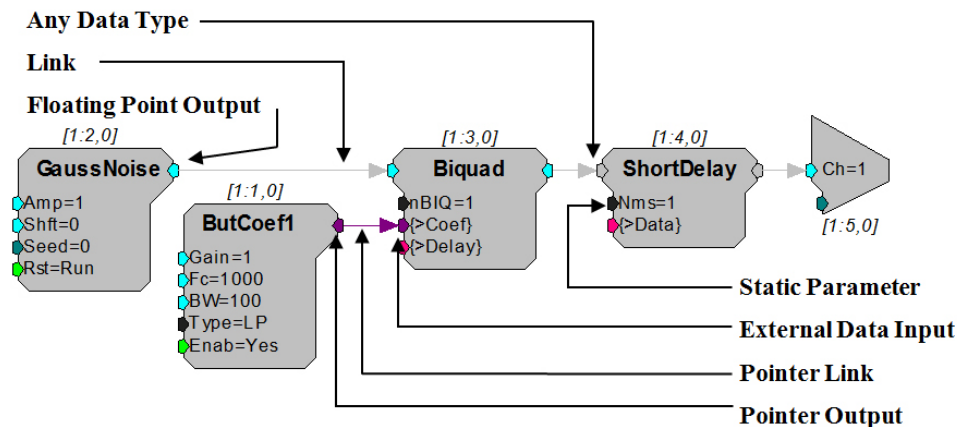 Any Data Type
Link
Floating Point Output
[1:2,0]
GaussNoise
Amp=1
Shft=0
Seed=0
Rst=Run
[1:1,0]
ButCoef1
Gain=1
Fc=1000
BW=100
Type=LP
Enab=Yes
[1:3,0]
Biquad
nBIQ=1
{>Coef}
{>Delay}
[1:4,0]
ShortDelay
Nms=1
{>Data}
Ch=1
[1:5,0]
Static Parameter
External Data Input
Pointer Link
Pointer Output